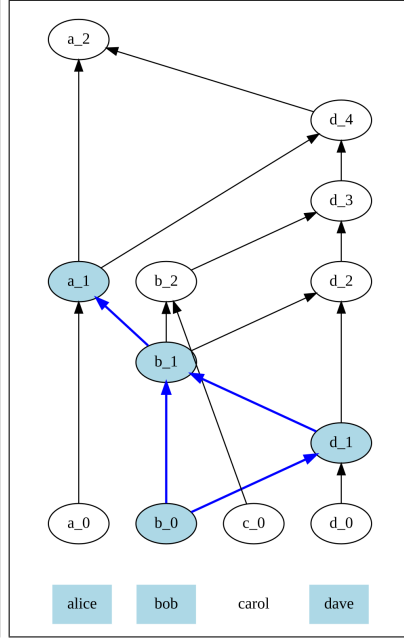 a_2
d_4
d_3
a_1 b_2 d_2
b_1
d_1
a_0 b_0 c_0 d_0
alice bob carol dave